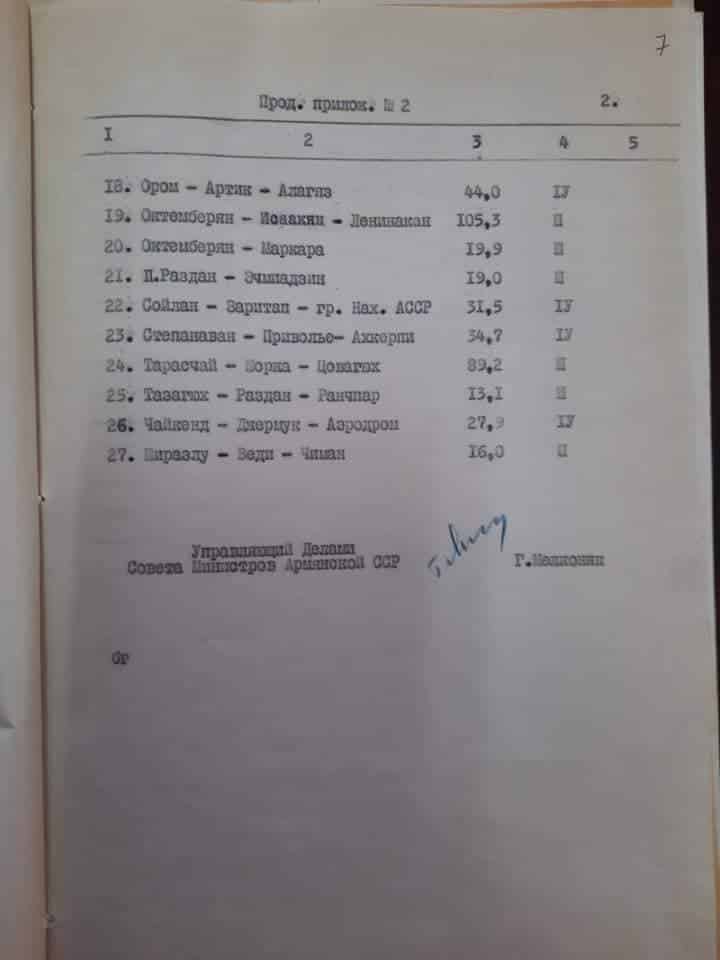 7
Прод. прилож. № 2 2.
I 2 3 4 5
18. Ором - Артик - Алагяз 44,0 IУ
19. Октемберян - Исаакян - Ленинакан 105,3 Ш
20. Октемберян - Маркара 19,9 Ш
21. П.Раздан - Эчмиадзин 19,0 Ш
22. Сойлан - Заритап - гр. Нах. АССР 31,5 IУ
23. Степанаван - Приволье- Ахкерпи 34,7 IУ
24. Тарасчай - Норка - Цовагюх 89,2
25. Тазагюх - Раздан - Ранчпар 13,1
26. Чайкенд - Джермук - Аэродром 27,9 IУ
27. Ширазлу - Веди - Чиман 16,0
Управляющий Делами
Совета Министров Армянской ССР Г.Мелконян
бг